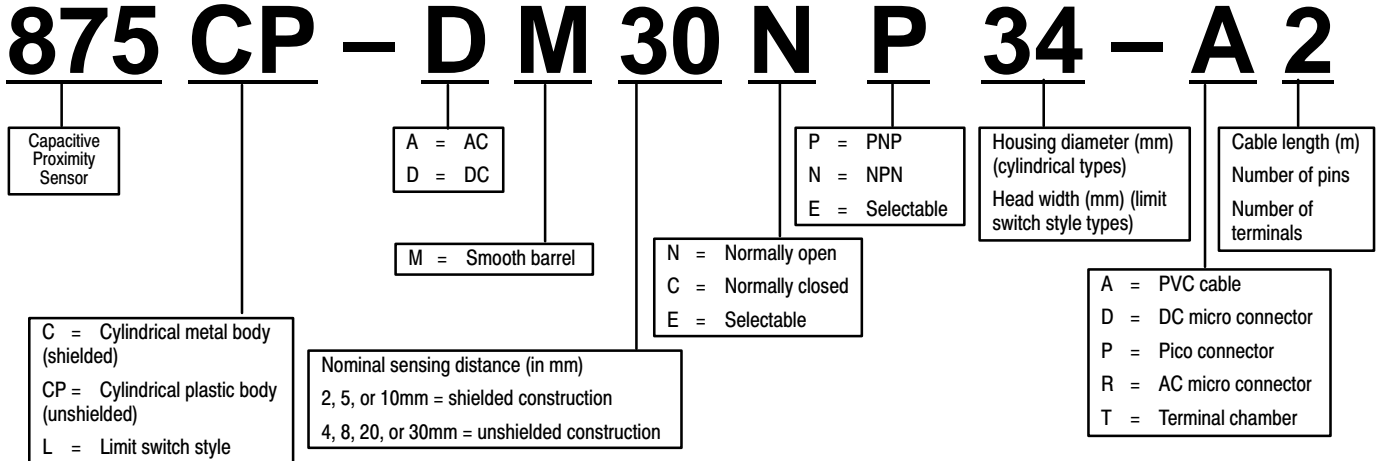 875 CP – D M 30 N P 34 – A 2
Capacitive
Proximity
Sensor
A = AC
D = DC
P = PNP
N = NPN
E = Selectable
Housing diameter (mm)
(cylindrical types)
Head width (mm) (limit
switch style types)
Cable length (m)
Number of pins
Number of
terminals
M = Smooth barrel
N = Normally open
C = Normally closed
E = Selectable
A = PVC cable
D = DC micro connector
P = Pico connector
R = AC micro connector
T = Terminal chamber
C = Cylindrical metal body
(shielded)
CP = Cylindrical plastic body
(unshielded)
L = Limit switch style
Nominal sensing distance (in mm)
2, 5, or 10mm = shielded construction
4, 8, 20, or 30mm = unshielded construction